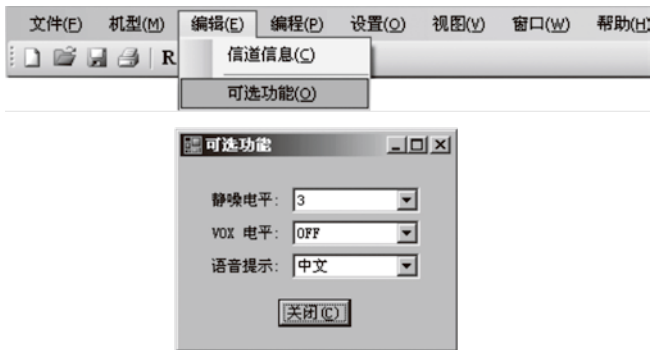 文件(F) 机型(M) 编辑(E) 编程(P) 设置(O) 视图(V) 窗口(W) 帮助(H)
R
信道信息(C)
可选功能(O)
可选功能
静噪电平: 3
VOX 电平: OFF
语音提示: 中文
关闭(C)